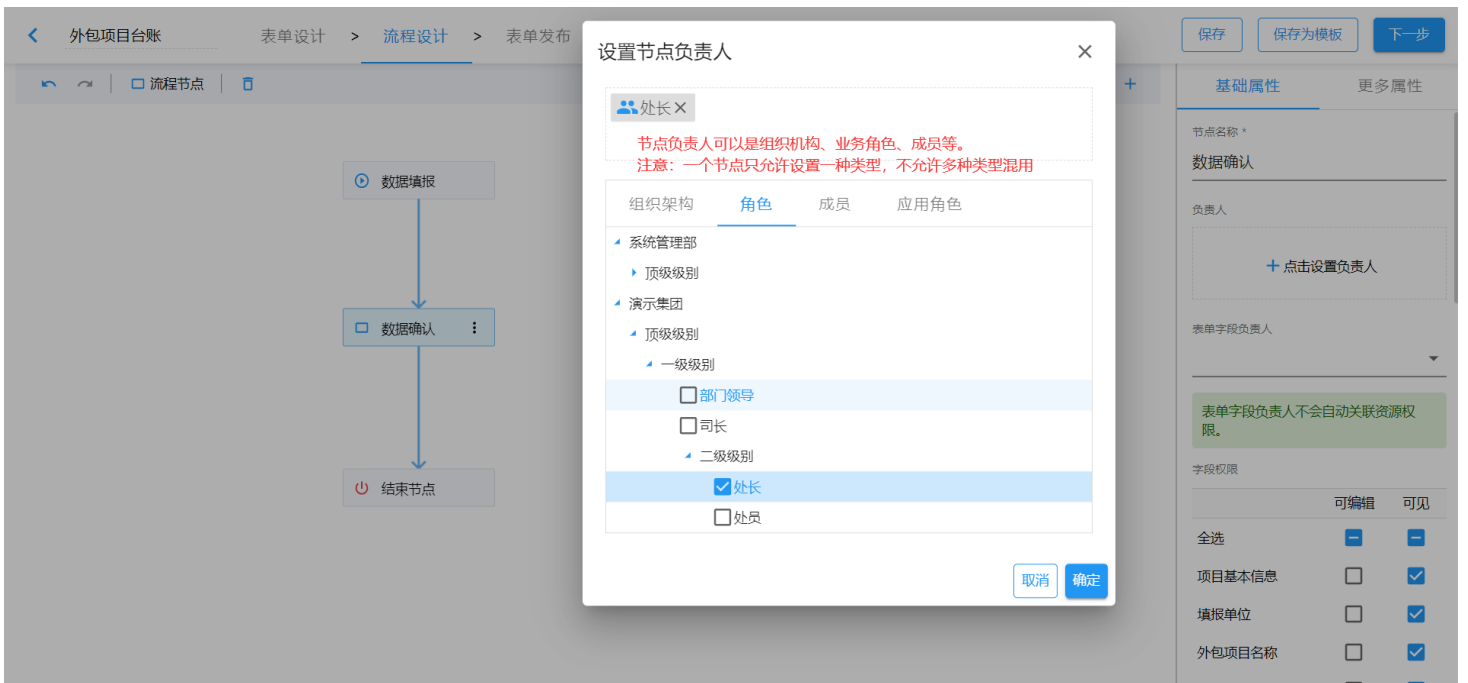 外包项目台账
表单设计 > 流程设计 > 表单发布
保存 保存为模板 下一步
流程节点
数据填报
数据确认
结束节点
设置节点负责人
处长
节点负责人可以是组织机构、业务角色、成员等。
注意：一个节点只允许设置一种类型，不允许多种类型混用
组织架构 角色 成员 应用角色
系统管理部
顶级级别
演示集团
顶级级别
一级级别
部门领导
司长
二级级别
处长
处员
取消 确定
基础属性 更多属性
节点名称 *
数据确认
负责人
+ 点击设置负责人
表单字段负责人
表单字段负责人不会自动关联资源权
限。
字段权限
可编辑 可见
全选
项目基本信息
填报单位
外包项目名称